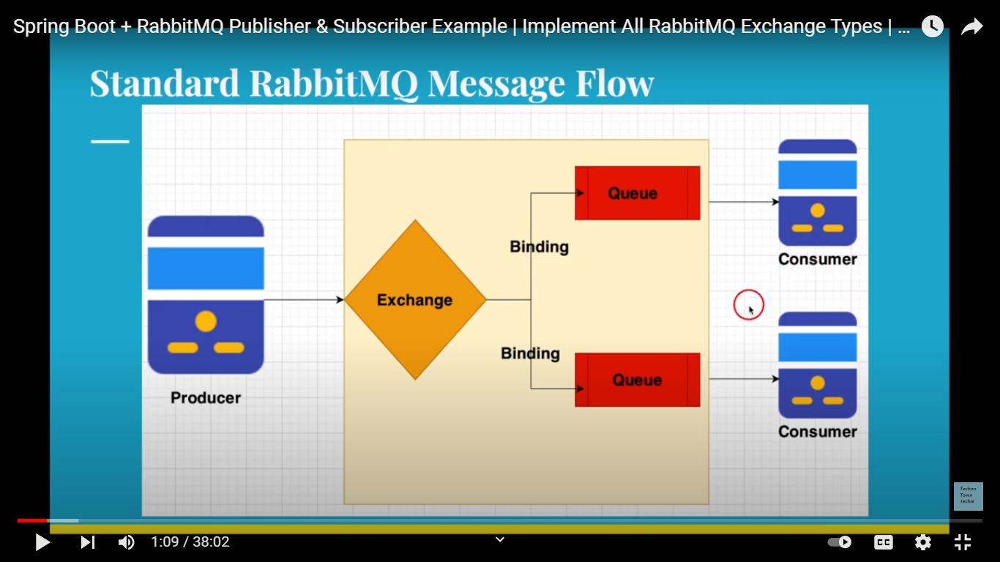 Spring Boot + RabbitMQ Publisher & Subscriber Example | Implement All RabbitMQ Exchange Types | ...
Standard RabbitMQ Message Flow
Queue
Binding
Consumer
Exchange
Binding
Queue
Producer
Consumer
Techno
Town
Techie
1:09 / 38:02
CC